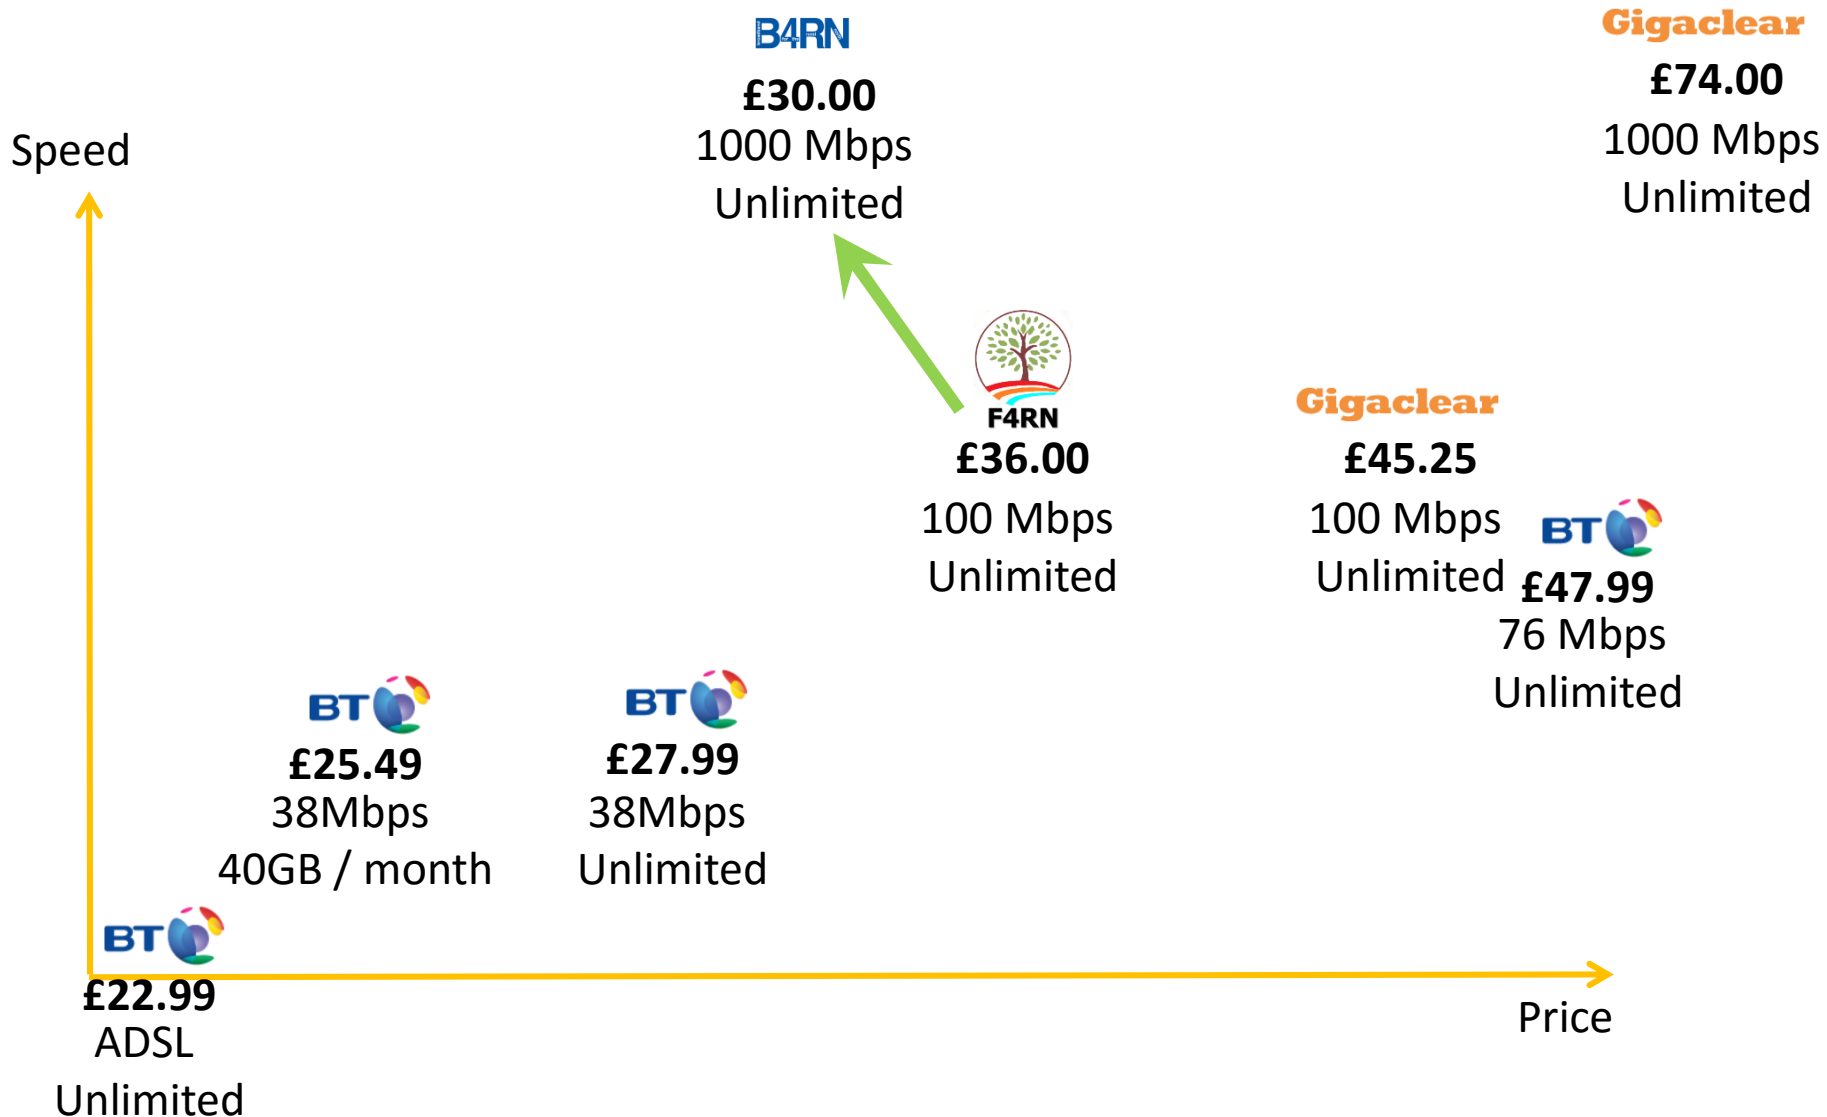 B4RN
£30.00
1000 Mbps
Unlimited
Gigaclear
£74.00
1000 Mbps
Unlimited
Speed
F4RN
£36.00
100 Mbps
Unlimited
Gigaclear
£45.25
100 Mbps
Unlimited
BT
£47.99
76 Mbps
Unlimited
BT
£25.49
38Mbps
40GB / month
BT
£27.99
38Mbps
Unlimited
BT
£22.99
ADSL
Unlimited
Price